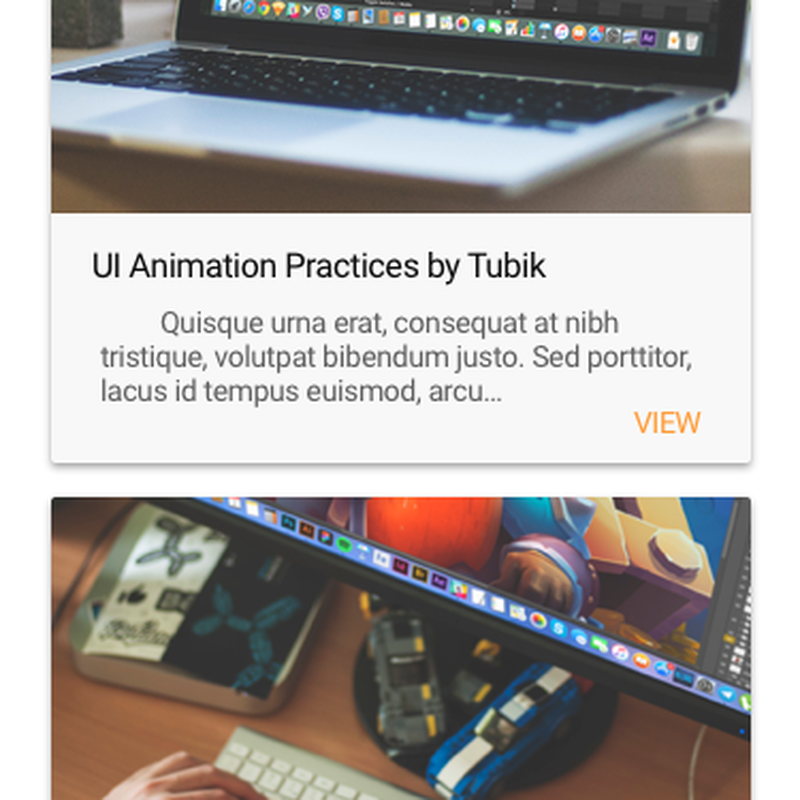 UI Animation Practices by Tubik
Quisque urna erat, consequat at nibh
tristique, volutpat bibendum justo. Sed porttitor,
lacus id tempus euismod, arcu...
VIEW